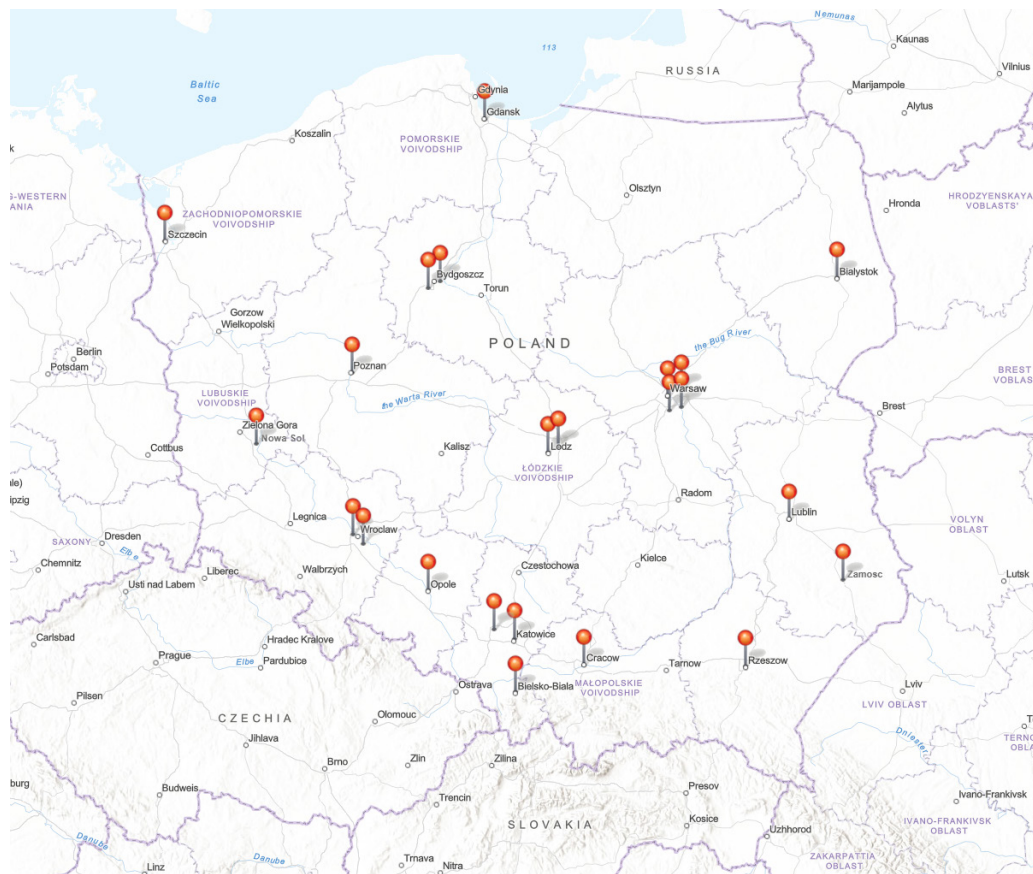 Nemunas
Kaunas
113
Vilnius
RUSSIA
Baltic
Sea
Gdynia
Marijampole
Alytus
Gdansk
Koszalin
POMORSKIE
VOIVODSHIP
Olsztyn
G-WESTERN
ANIA
HRODZYENSKAYA
VOBLASTS'
Hronda
ZACHODNIOPOMORSKIE
VOIVODSHIP
Szczecin
Bydgoszcz
Bialystok
Torun
Gorzow
Wielkopolski
the Bug River
POLAND
Berlin
Potsdam
Poznan
BREST
VOBLAS
LUBUSKIE
VOIVODSHIP
the Warta River
Warsaw
Brest
Zielona Gora
Nowa Sol
Cottbus
Kalisz
Lodz
ŁÓDZKIE
VOIVODSHIP
le)
ipzig
Radom
Legnica
Lublin
VOLYN
OBLAST
Wroclaw
SAXONY
Dresden
Elbe
Chemnitz
Liberec
Walbrzych
Kielce
Czestochowa
Usti nad Labem
Opole
Zamosc
Lutsk
Carlsbad
Hradec Kralove
Katowice
Prague
Elbe
Pardubice
Cracow
Tarnow
Rzeszow
Pilsen
Ostrava
Bielsko-Biala
MAŁOPOLSKIE
VOIVODSHIP
Lviv
LVIV OBLAST
CZECHIA
Olomouc
Jihlava
Dniester
TERNO
OBLA
Brno
Zlin
Zilina
burg
Budweis
Trencin
Presov
Ivano-Frankivsk
SLOVAKIA
Kosice
Uzhhorod
IVANO-FRANKIVSK
OBLAST
Danube
Danube
Linz
Trnava
Nitra
ZAKARPATTIA
OBLAST